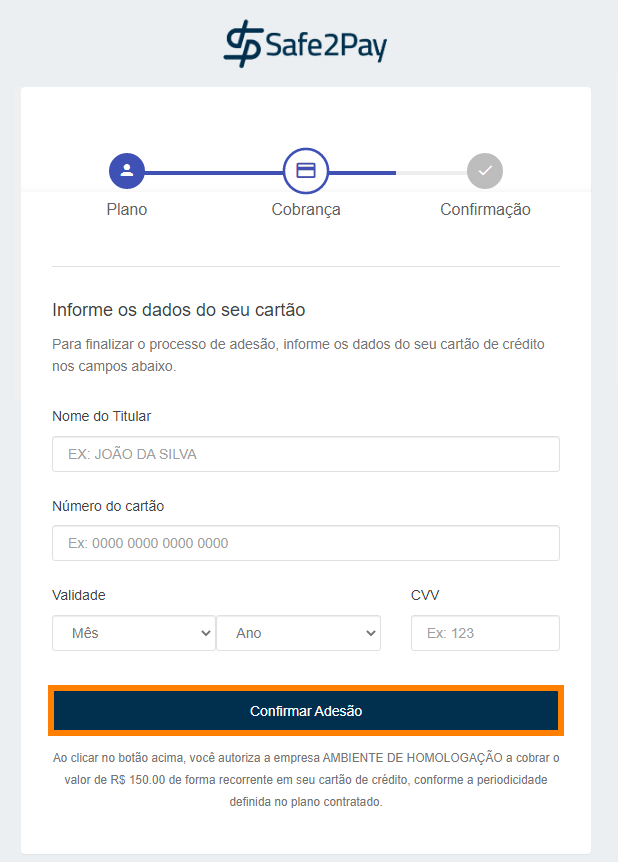 Safe2Pay
Plano
Cobrança
Confirmação
Informe os dados do seu cartão
Para finalizar o processo de adesão, informe os dados do seu cartão de crédito
nos campos abaixo.
Nome do Titular
EX: JOÃO DA SILVA
Número do cartão
Ex: 0000 0000 0000 0000
Validade
CVV
Mês
Ano
Ex: 123
Confirmar Adesão
Ao clicar no botão acima, você autoriza a empresa AMBIENTE DE HOMOLOGAÇÃO a cobrar o
valor de R$ 150.00 de forma recorrente em seu cartão de crédito, conforme a periodicidade
definida no plano contratado.